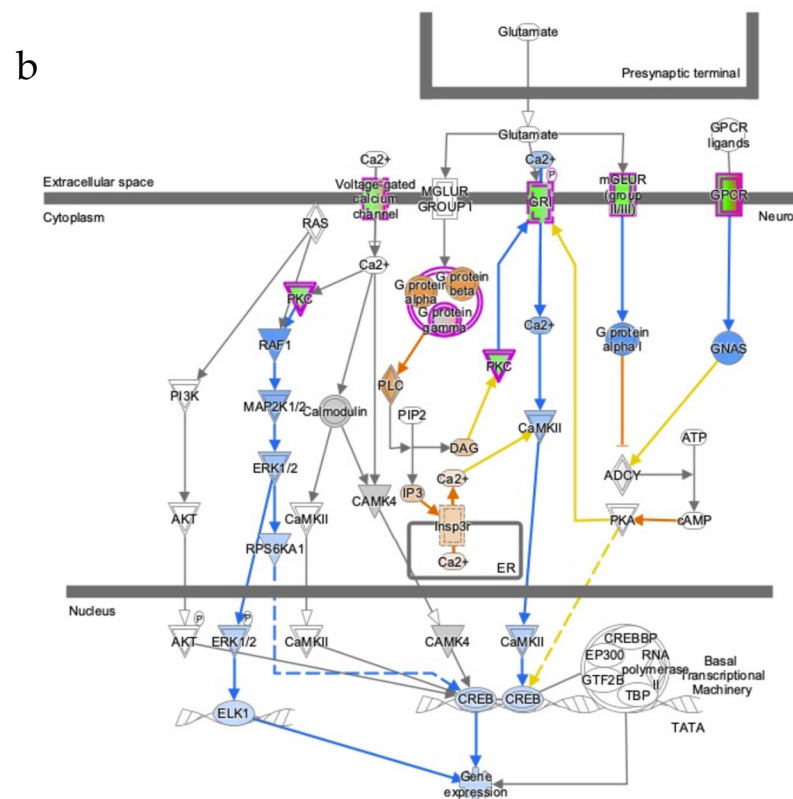 b
Glutamate
Presynaptic terminal
Glutamate
GPCR
ligands
Ca2+
Ca2+
P
Extracellular space
Voltage-gated
calcium
channel
MGLUR
GROUP I
GRI
mGLUR
(group
II/III)
GPCR
Cytoplasm
Neuro
RAS
Ca2+
PKC
G protein
alpha
G protein
beta
G protein
gamma
Ca2+
RAF1
G protein
alpha I
GNAS
PKC
PLC
PI3K
MAP2K1/2
Calmodulin
PIP2
CaMKII
DAG
ATP
ERK1/2
Ca2+
ADCY
CAMK4
IP3
AKT
CaMKII
Insp3r
PKA
cAMP
RPS6KA1
Ca2+
ER
Nucleus
P
P
AKT
ERK1/2
CaMKII
CAMK4
CaMKII
CREBBP
EP300
RNA
polymerase
II
GTF2B
TBP
Basal
Transcriptional
Machinery
ELK1
CREB
CREB
TATA
Gene
expression